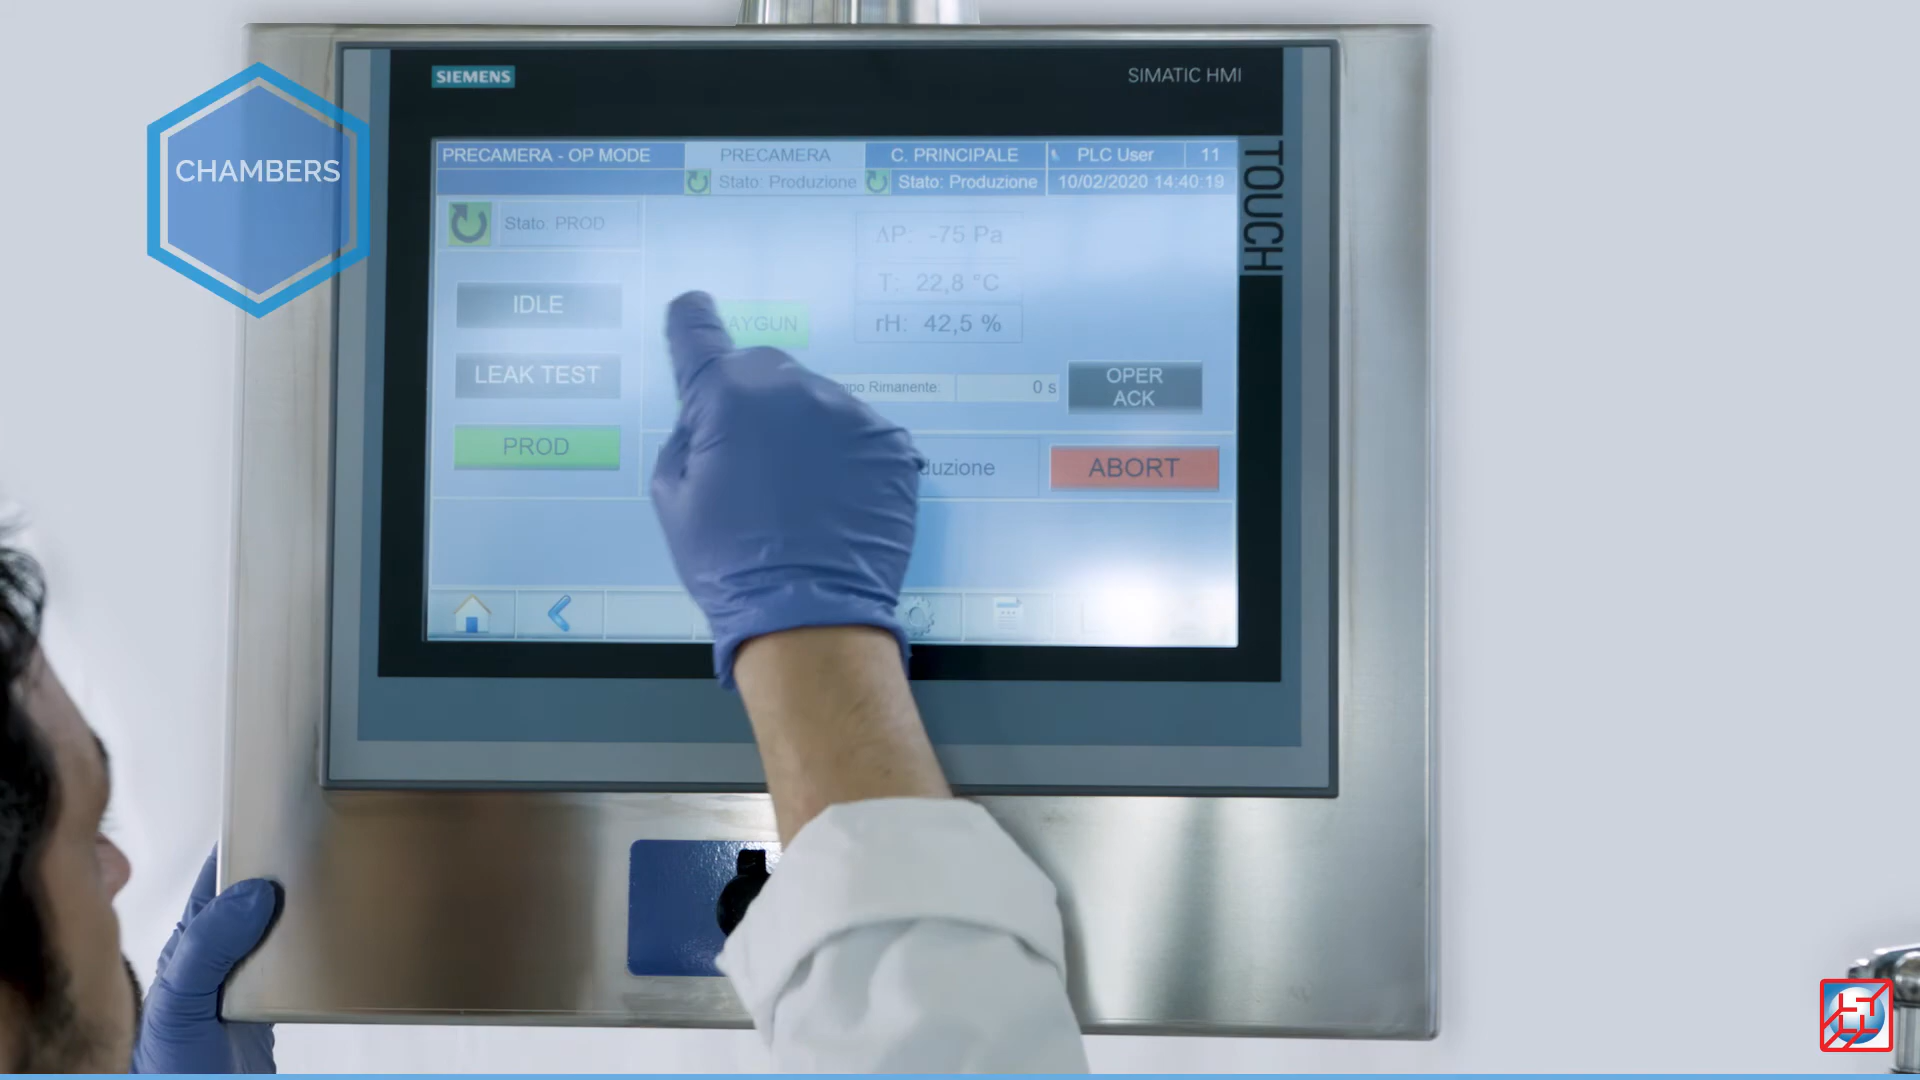 SIEMENS
SIMATIC HMI
TOUCH
CHAMBERS
PRECAMERA - OP MODE
PRECAMERA
C. PRINCIPALE
PLC User
11
Stato: Produzione
Stato: Produzione
10/02/2020 14:40:19
Stato: PROD
ΔP: -75 Pa
T: 22,8 °C
IDLE
rH: 42,5 %
LEAK TEST
Rimanente:
0 s
OPER
ACK
PROD
ABORT